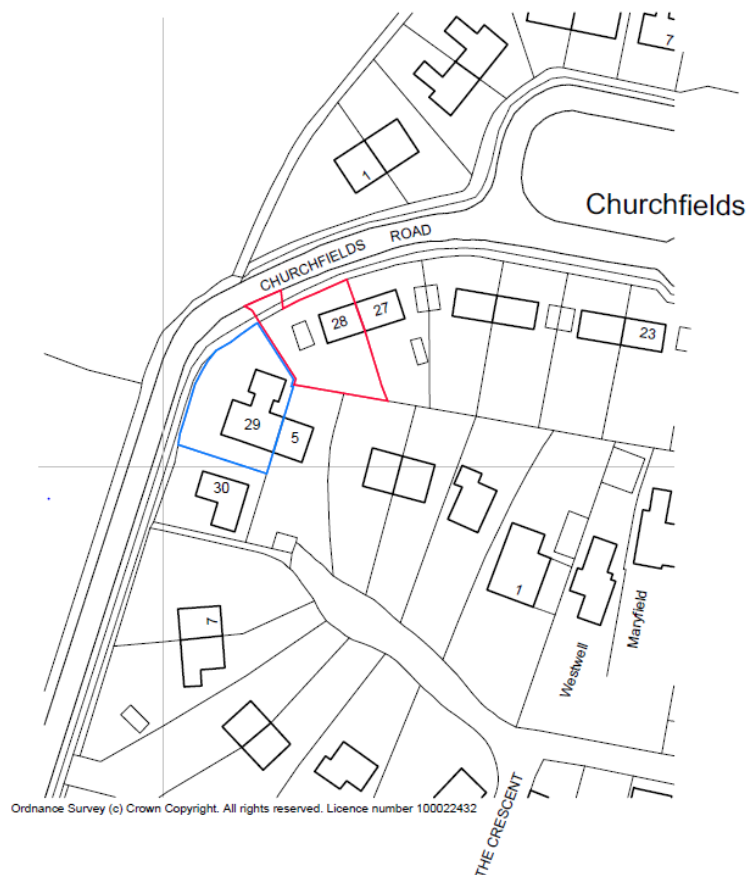 7
1
Churchfields
CHURCHFIELDS ROAD
28
27
23
29
5
30
1
7
Maryfield
Westwell
Ordnance Survey (c) Crown Copyright. All rights reserved. Licence number 100022432
THE CRESCENT